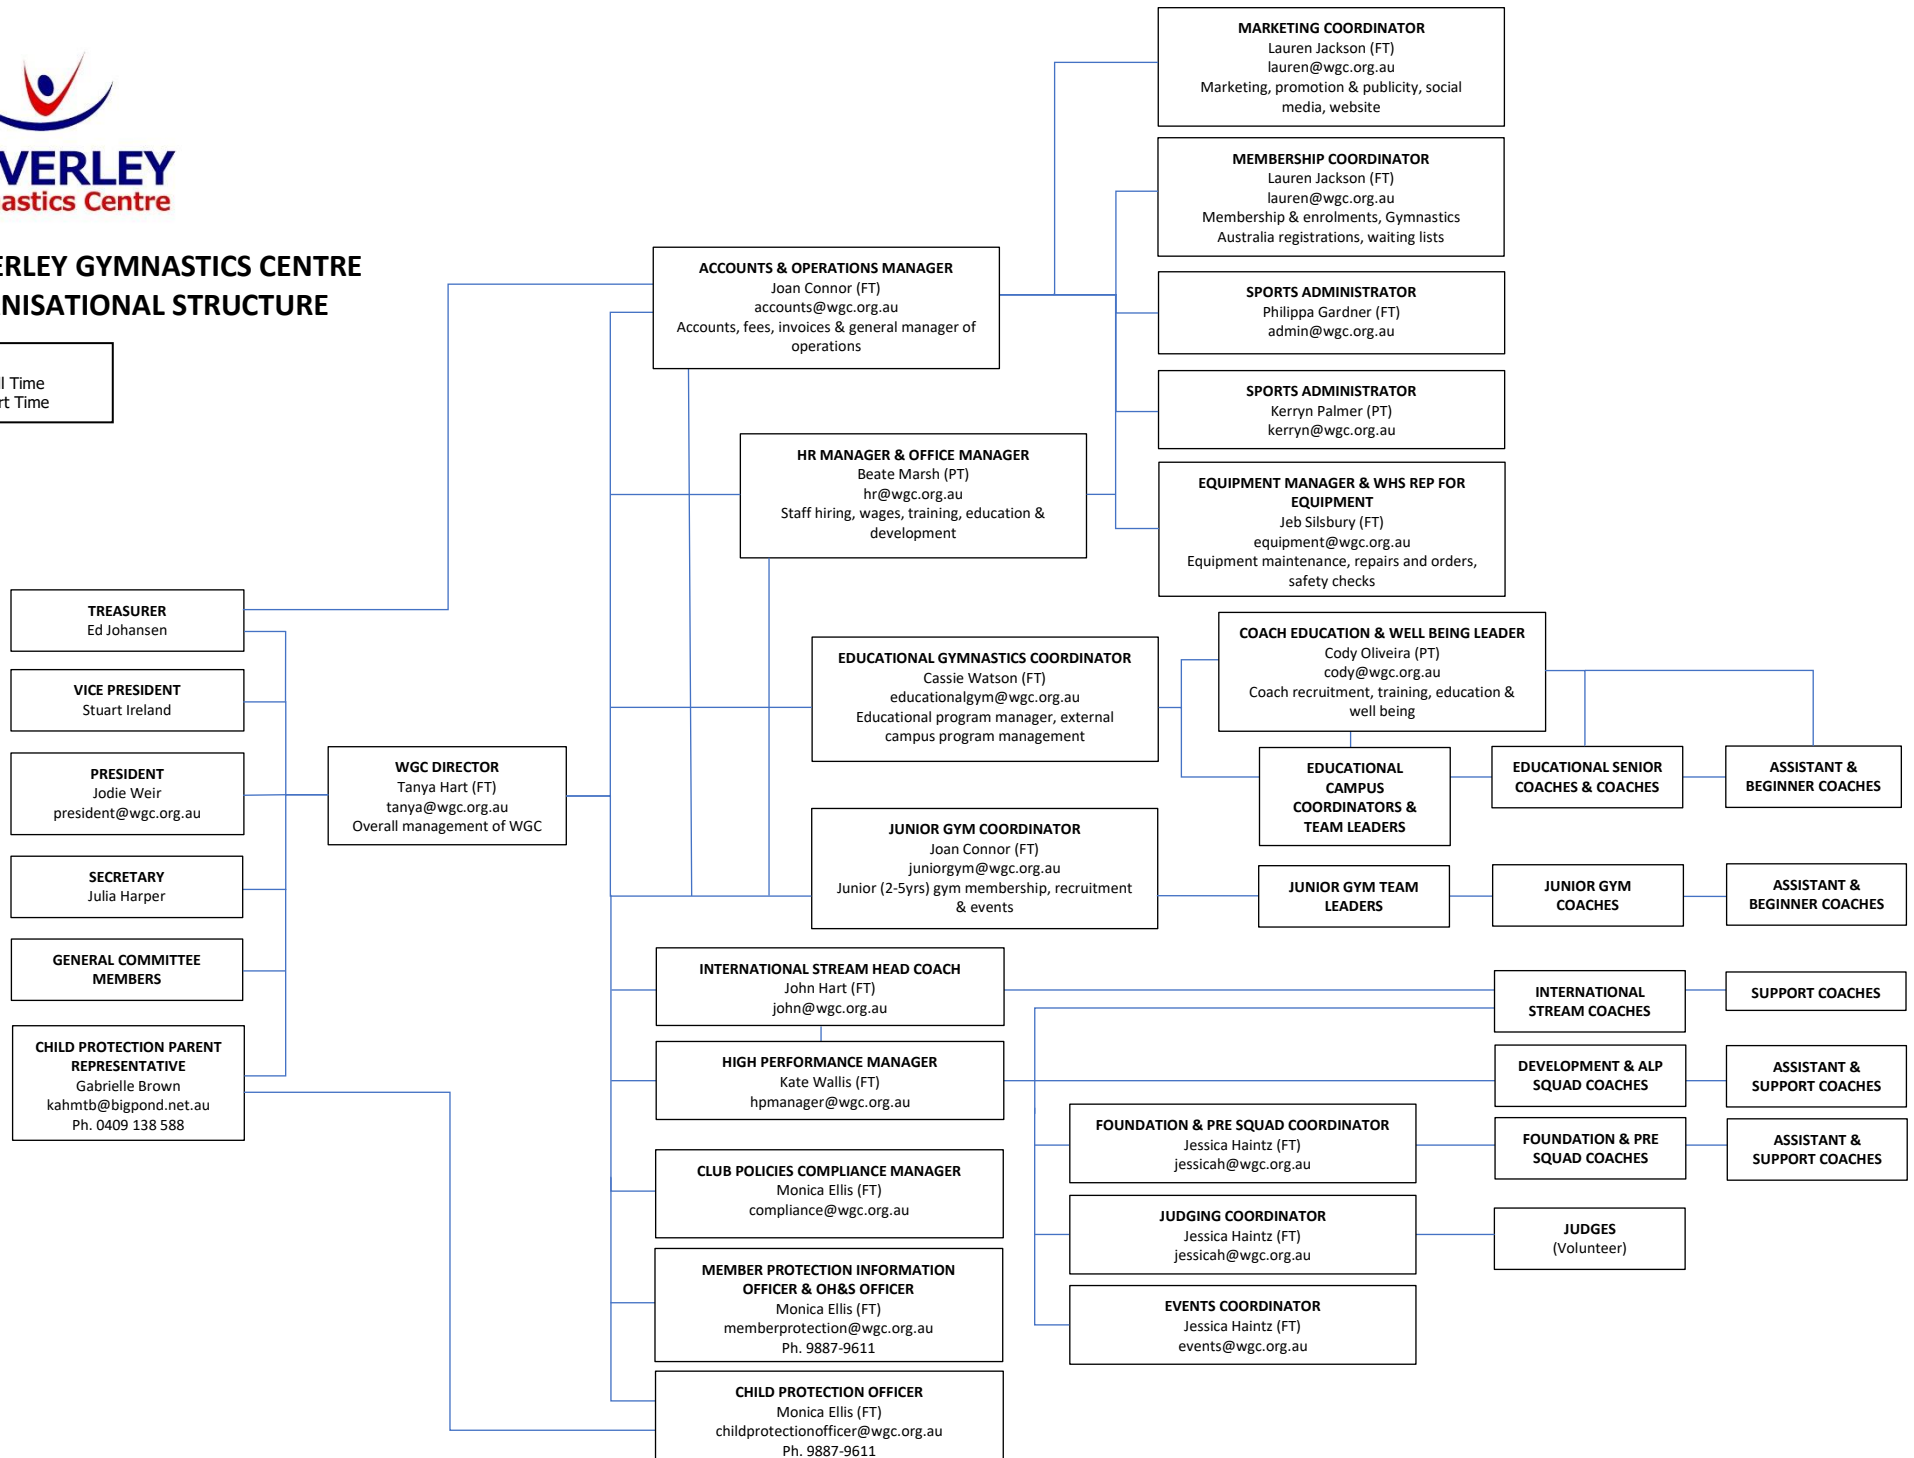 VERLEY
astics Centre
ERLEY GYMNASTICS CENTRE
NISATIONAL STRUCTURE
ll Time
rt Time
TREASURER
Ed Johansen
VICE PRESIDENT
Stuart Ireland
PRESIDENT
Jodie Weir
president@wgc.org.au
SECRETARY
Julia Harper
GENERAL COMMITTEE
MEMBERS
CHILD PROTECTION PARENT
REPRESENTATIVE
Gabrielle Brown
kahmtb@bigpond.net.au
Ph. 0409 138 588
WGC DIRECTOR
Tanya Hart (FT)
tanya@wgc.org.au
Overall management of WGC
ACCOUNTS & OPERATIONS MANAGER
Joan Connor (FT)
accounts@wgc.org.au
Accounts, fees, invoices & general manager of
operations
HR MANAGER & OFFICE MANAGER
Beate Marsh (PT)
hr@wgc.org.au
Staff hiring, wages, training, education &
development
EDUCATIONAL GYMNASTICS COORDINATOR
Cassie Watson (FT)
educationalgym@wgc.org.au
Educational program manager, external
campus program management
JUNIOR GYM COORDINATOR
Joan Connor (FT)
juniorgym@wgc.org.au
Junior (2-5yrs) gym membership, recruitment
& events
INTERNATIONAL STREAM HEAD COACH
John Hart (FT)
john@wgc.org.au
HIGH PERFORMANCE MANAGER
Kate Wallis (FT)
hpmanager@wgc.org.au
CLUB POLICIES COMPLIANCE MANAGER
Monica Ellis (FT)
compliance@wgc.org.au
MEMBER PROTECTION INFORMATION
OFFICER & OH&S OFFICER
Monica Ellis (FT)
memberprotection@wgc.org.au
Ph. 9887-9611
CHILD PROTECTION OFFICER
Monica Ellis (FT)
childprotectionofficer@wgc.org.au
Ph. 9887-9611
MARKETING COORDINATOR
Lauren Jackson (FT)
lauren@wgc.org.au
Marketing, promotion & publicity, social
media, website
MEMBERSHIP COORDINATOR
Lauren Jackson (FT)
lauren@wgc.org.au
Membership & enrolments, Gymnastics
Australia registrations, waiting lists
SPORTS ADMINISTRATOR
Philippa Gardner (FT)
admin@wgc.org.au
SPORTS ADMINISTRATOR
Kerryn Palmer (PT)
kerryn@wgc.org.au
EQUIPMENT MANAGER & WHS REP FOR
EQUIPMENT
Jeb Silsbury (FT)
equipment@wgc.org.au
Equipment maintenance, repairs and orders,
safety checks
COACH EDUCATION & WELL BEING LEADER
Cody Oliveira (PT)
cody@wgc.org.au
Coach recruitment, training, education &
well being
EDUCATIONAL
CAMPUS
COORDINATORS &
TEAM LEADERS
EDUCATIONAL SENIOR
COACHES & COACHES
ASSISTANT &
BEGINNER COACHES
JUNIOR GYM TEAM
LEADERS
JUNIOR GYM
COACHES
ASSISTANT &
BEGINNER COACHES
INTERNATIONAL
STREAM COACHES
SUPPORT COACHES
DEVELOPMENT & ALP
SQUAD COACHES
ASSISTANT &
SUPPORT COACHES
FOUNDATION & PRE SQUAD COORDINATOR
Jessica Haintz (FT)
jessicah@wgc.org.au
FOUNDATION & PRE
SQUAD COACHES
ASSISTANT &
SUPPORT COACHES
JUDGING COORDINATOR
Jessica Haintz (FT)
jessicah@wgc.org.au
JUDGES
(Volunteer)
EVENTS COORDINATOR
Jessica Haintz (FT)
events@wgc.org.au